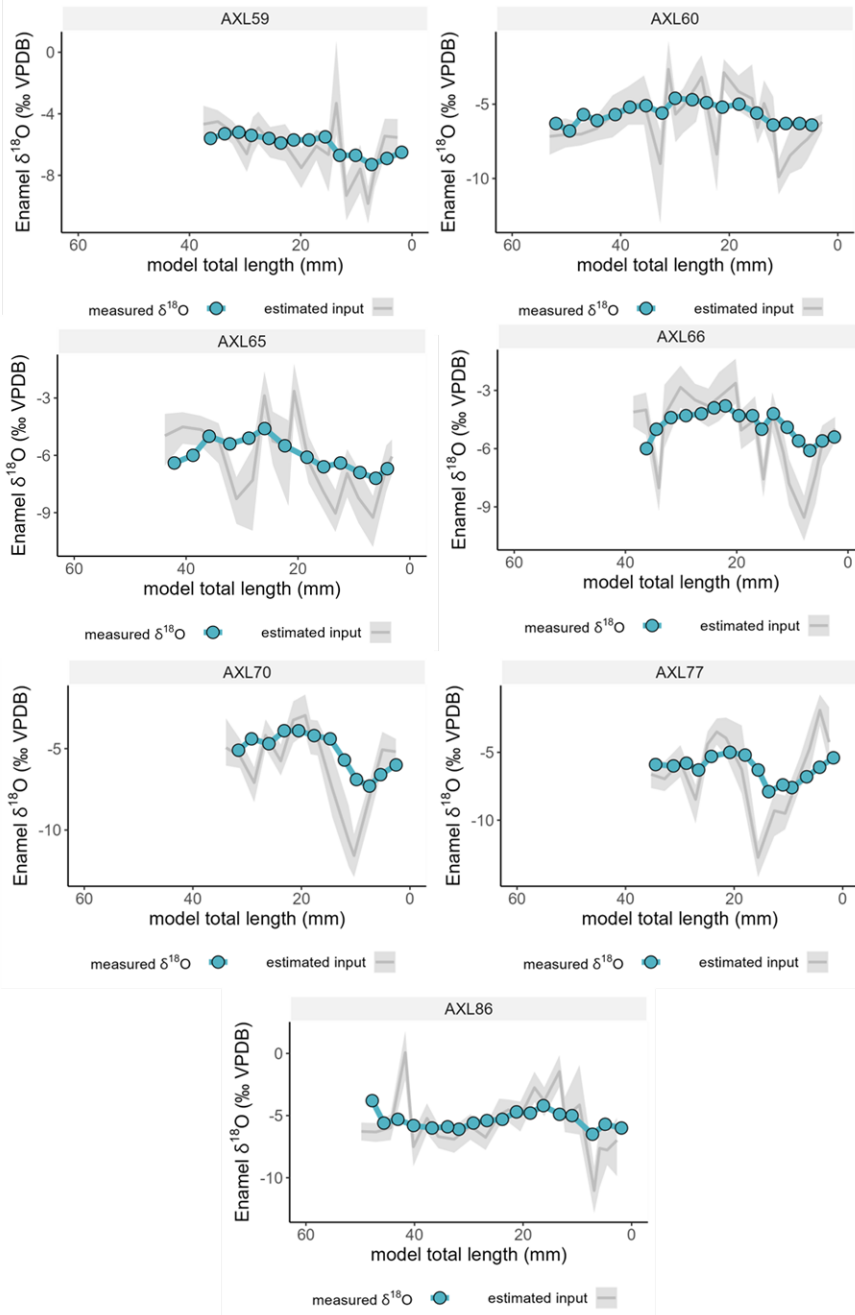 AXL59
AXL60
Enamel δ¹⁸O (‰ VPDB)
0
-4
-8
60
40
20
0
model total length (mm)
measured δ¹⁸O
estimated input
Enamel δ¹⁸O (‰ VPDB)
-5
-10
60
40
20
0
model total length (mm)
measured δ¹⁸O
estimated input
AXL65
AXL66
Enamel δ¹⁸O (‰ VPDB)
-3
-6
-9
60
40
20
0
model total length (mm)
measured δ¹⁸O
estimated input
Enamel δ¹⁸O (‰ VPDB)
-3
-6
-9
60
40
20
0
model total length (mm)
measured δ¹⁸O
estimated input
AXL70
AXL77
Enamel δ¹⁸O (‰ VPDB)
-5
-10
60
40
20
0
model total length (mm)
measured δ¹⁸O
estimated input
Enamel δ¹⁸O (‰ VPDB)
-5
-10
60
40
20
0
model total length (mm)
measured δ¹⁸O
estimated input
AXL86
Enamel δ¹⁸O (‰ VPDB)
0
-5
-10
60
40
20
0
model total length (mm)
measured δ¹⁸O
estimated input